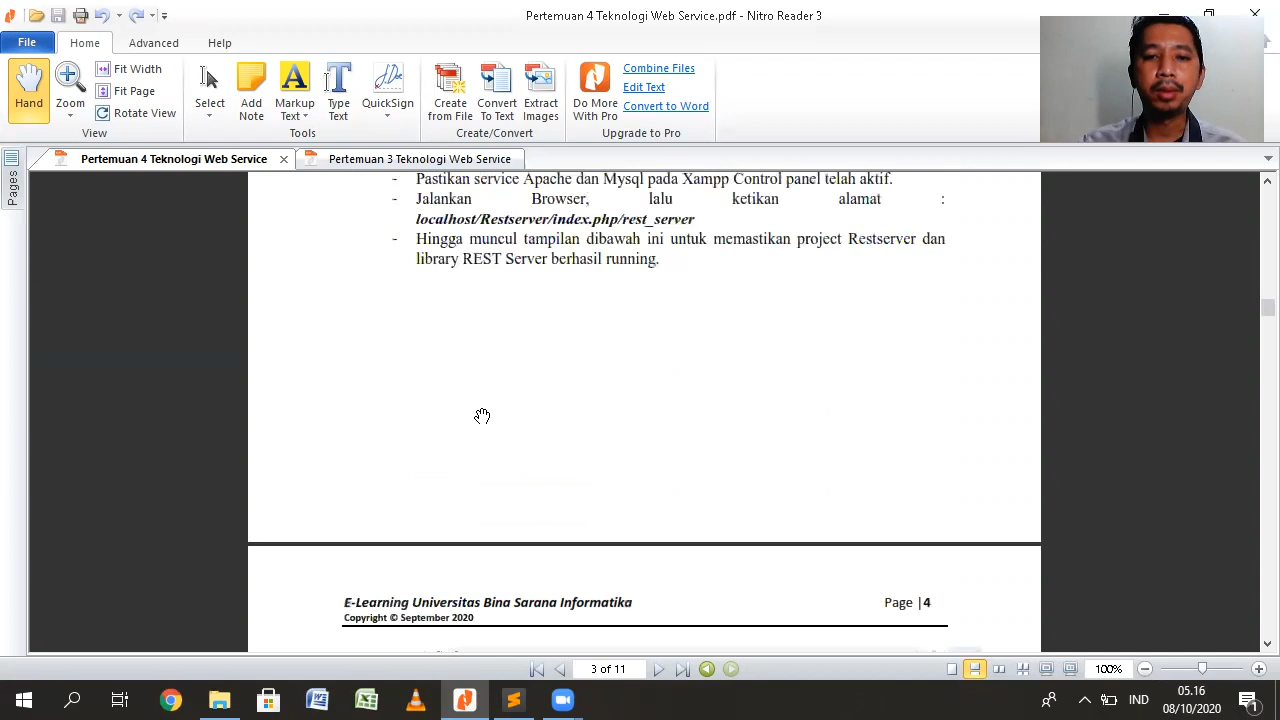 Pertemuan 4 Teknologi Web Service.pdf - Nitro Reader 3
File Home Advanced Help
Hand
Zoom
Fit Width
Fit Page
Rotate View
View
Select
Add Note
Markup Text
Type Text
QuickSign
Tools
Create from File
Convert To Text
Extract Images
Create/Convert
Do More With Pro
Combine Files
Edit Text
Convert to Word
Upgrade to Pro
Pertemuan 4 Teknologi Web Service
Pertemuan 3 Teknologi Web Service
Pages
- Pastikan service Apache dan Mysql pada Xampp Control panel telah aktif.
- Jalankan Browser, lalu ketikan alamat :
localhost/Restserver/index.php/rest_server
- Hingga muncul tampilan dibawah ini untuk memastikan project Restserver dan
library REST Server berhasil running.
E-Learning Universitas Bina Sarana Informatika Page |4
Copyright © September 2020
3 of 11
100%
IND
05.16
08/10/2020
1